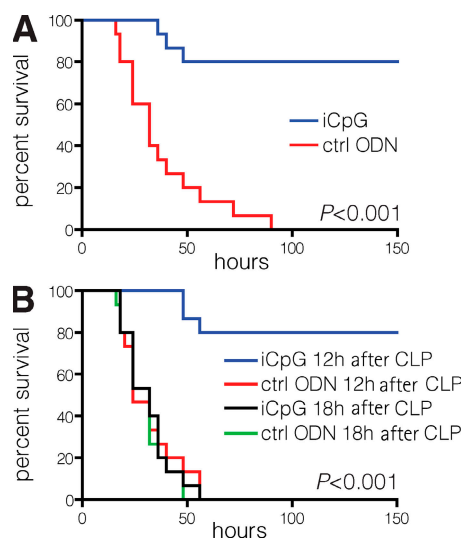 A
percent survival
100
80
60
40
20
0
iCpG
ctrl ODN
P<0.001
0
50
100
150
hours
B
percent survival
100
80
60
40
20
0
iCpG 12h after CLP
ctrl ODN 12h after CLP
iCpG 18h after CLP
ctrl ODN 18h after CLP
P<0.001
0
50
100
150
hours